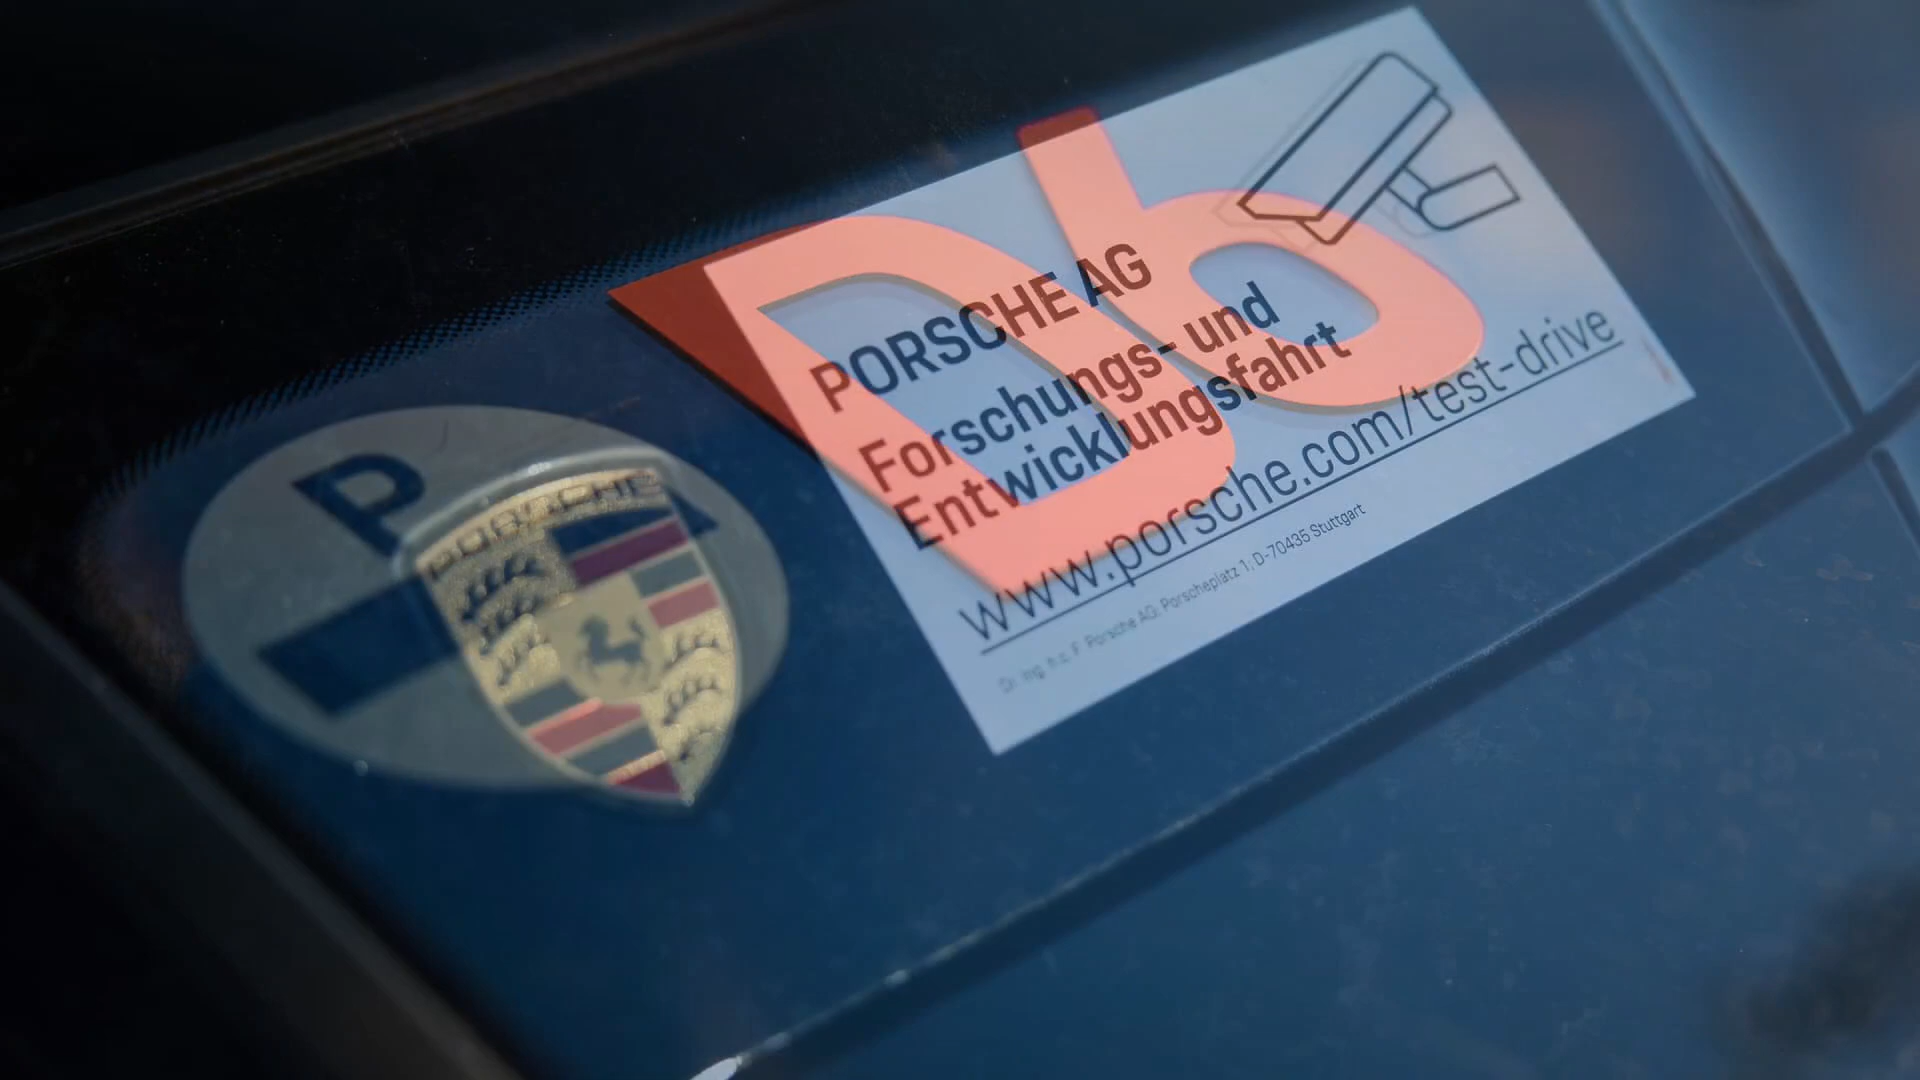 PORSCHE AG
Forschungs- und
Entwicklungsfahrt
www.porsche.com/test-drive
Dr. Ing. h.c. F. Porsche AG; Porscheplatz 1; D-70435 Stuttgart
Db
P
PORSCHE